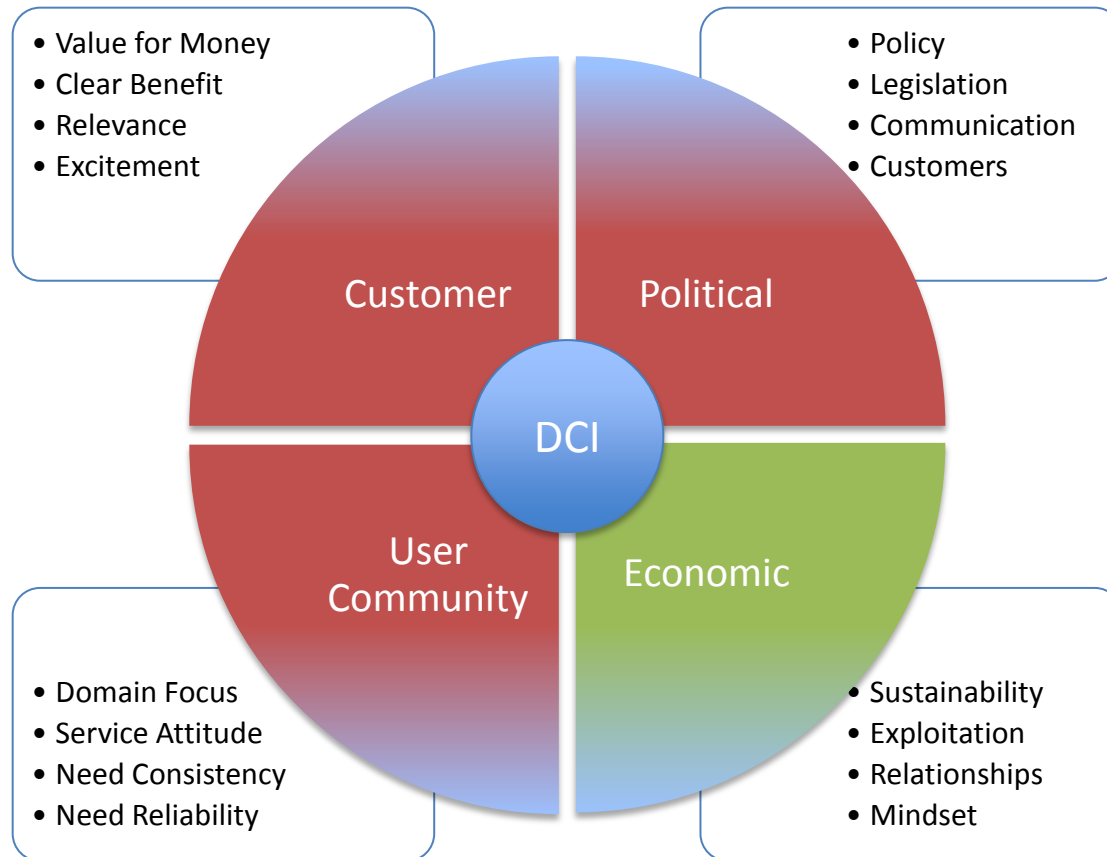 • Value for Money
• Clear Benefit
• Relevance
• Excitement
• Policy
• Legislation
• Communication
• Customers
Customer
Political
DCI
User
Community
Economic
• Domain Focus
• Service Attitude
• Need Consistency
• Need Reliability
• Sustainability
• Exploitation
• Relationships
• Mindset